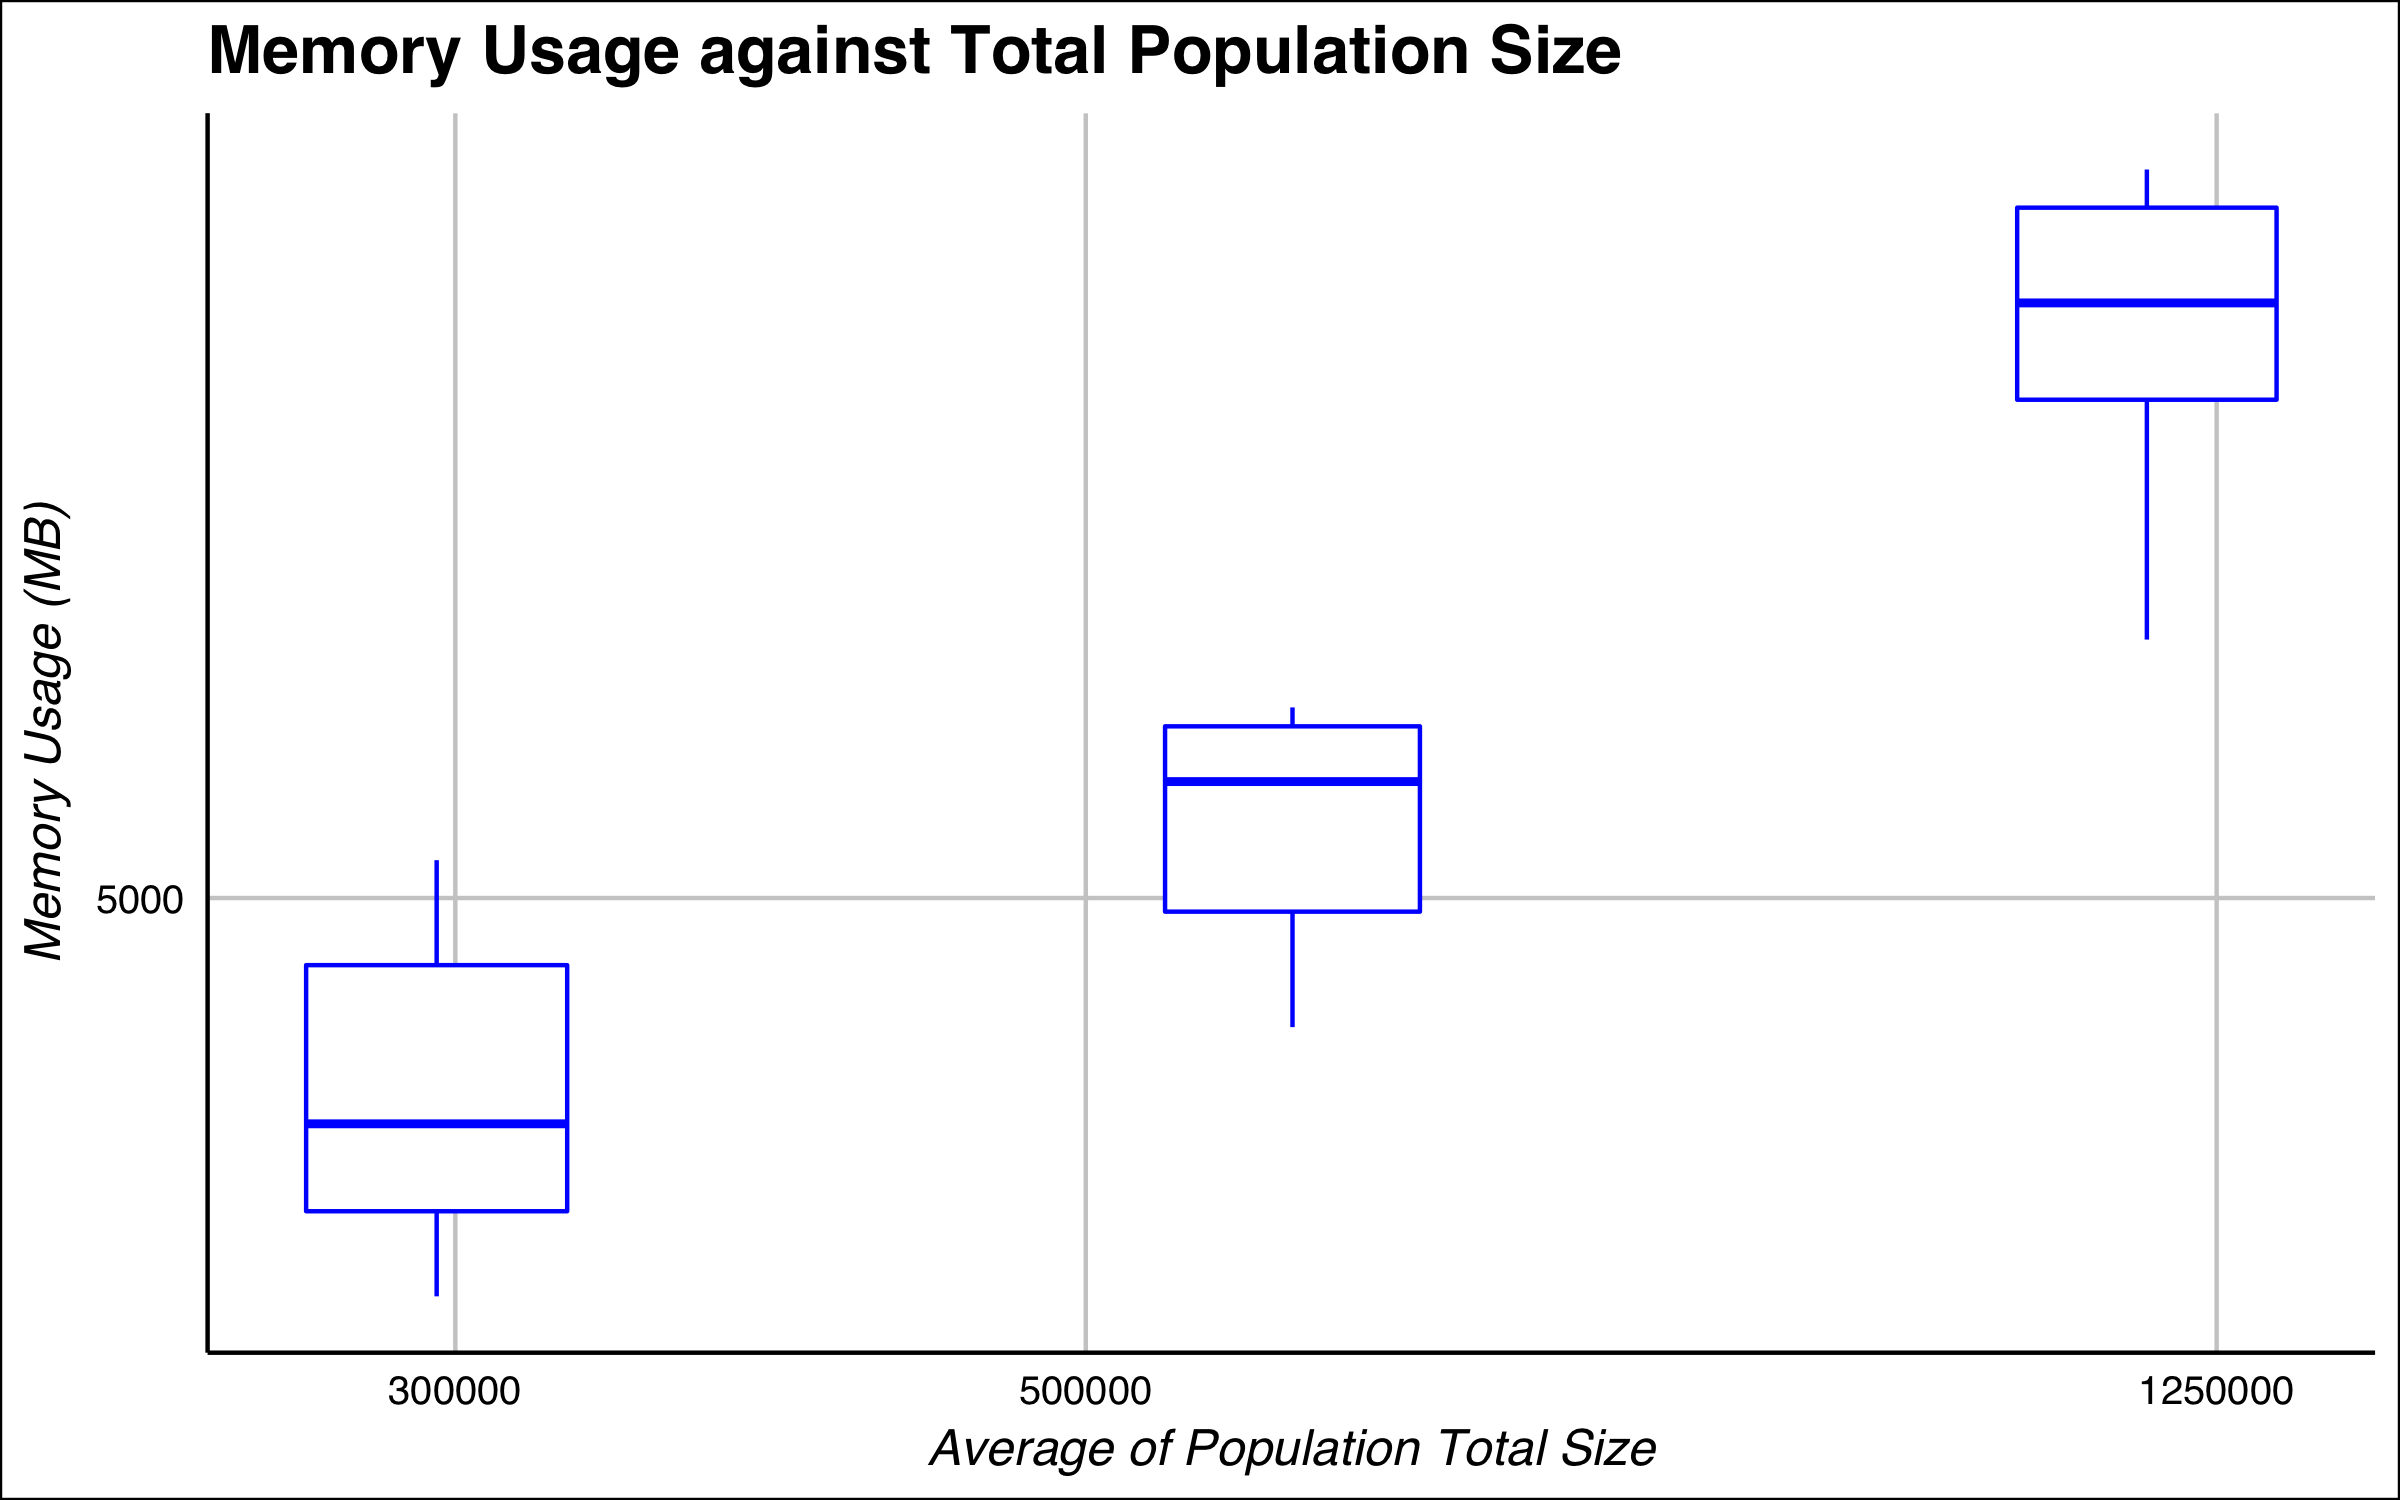 Memory Usage against Total Population Size
Memory Usage (MB)
5000
300000
500000
1250000
Average of Population Total Size